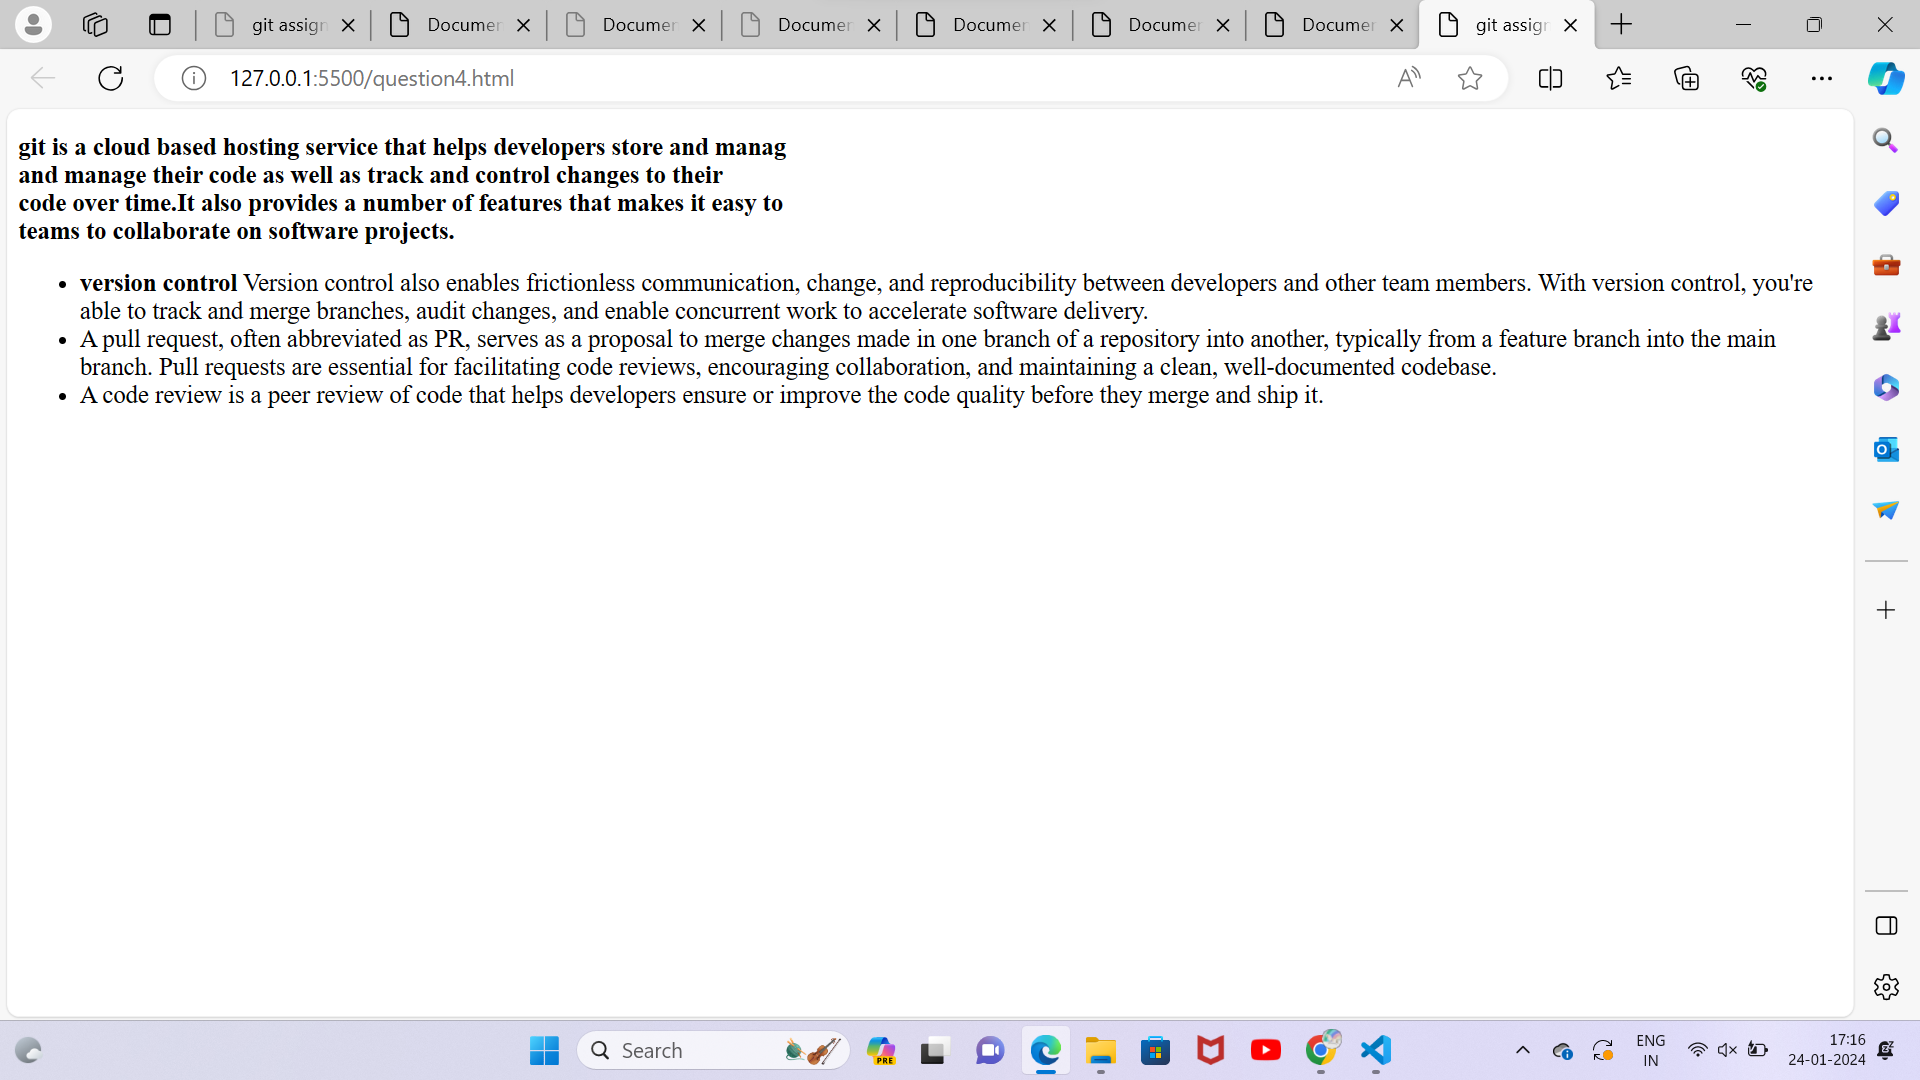 git assign
Documen
Documen
Documen
Documen
Documen
Documen
git assign
127.0.0.1:5500/question4.html
git is a cloud based hosting service that helps developers store and manag
and manage their code as well as track and control changes to their
code over time.It also provides a number of features that makes it easy to
teams to collaborate on software projects.
• version control Version control also enables frictionless communication, change, and reproducibility between developers and other team members. With version control, you're
able to track and merge branches, audit changes, and enable concurrent work to accelerate software delivery.
• A pull request, often abbreviated as PR, serves as a proposal to merge changes made in one branch of a repository into another, typically from a feature branch into the main
branch. Pull requests are essential for facilitating code reviews, encouraging collaboration, and maintaining a clean, well-documented codebase.
• A code review is a peer review of code that helps developers ensure or improve the code quality before they merge and ship it.
Search
PRE
ENG
IN
17:16
24-01-2024